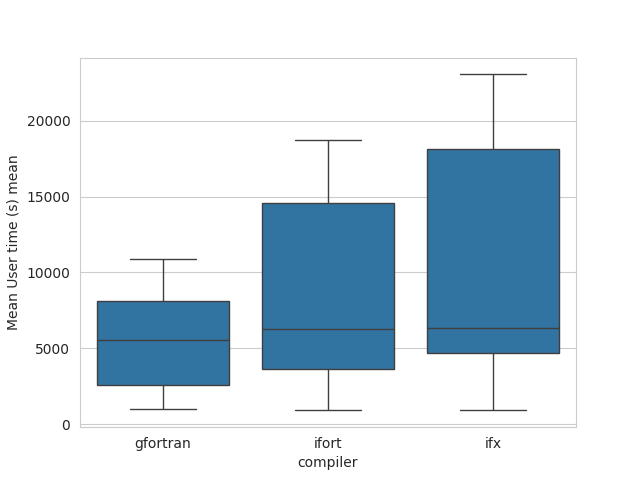 Mean User time (s) mean
20000
15000
10000
5000
0
gfortran
ifort
ifx
compiler